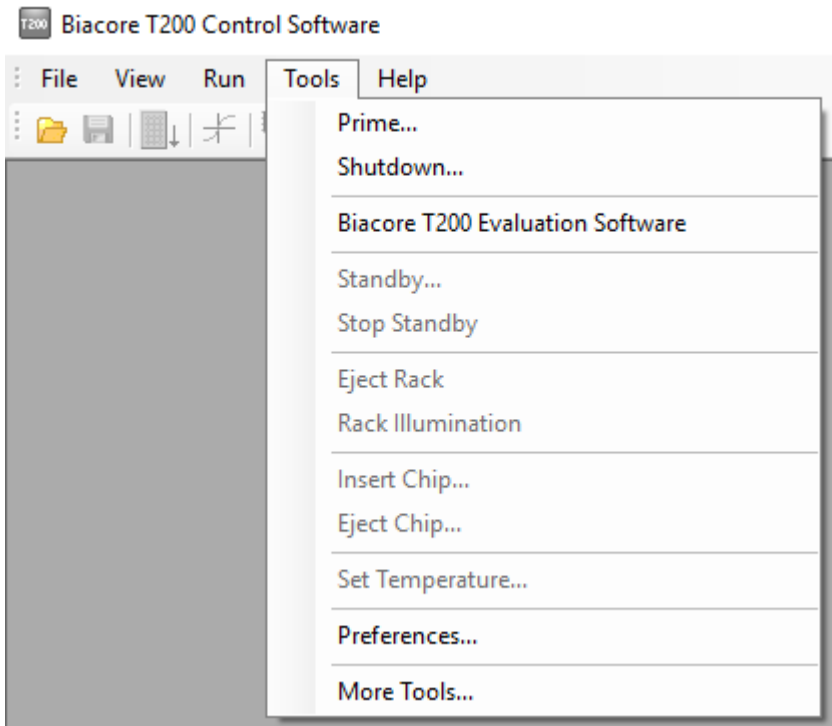 T200 Biacore T200 Control Software
File View Run Tools Help
Prime...
Shutdown...
Biacore T200 Evaluation Software
Standby...
Stop Standby
Eject Rack
Rack Illumination
Insert Chip...
Eject Chip...
Set Temperature...
Preferences...
More Tools...